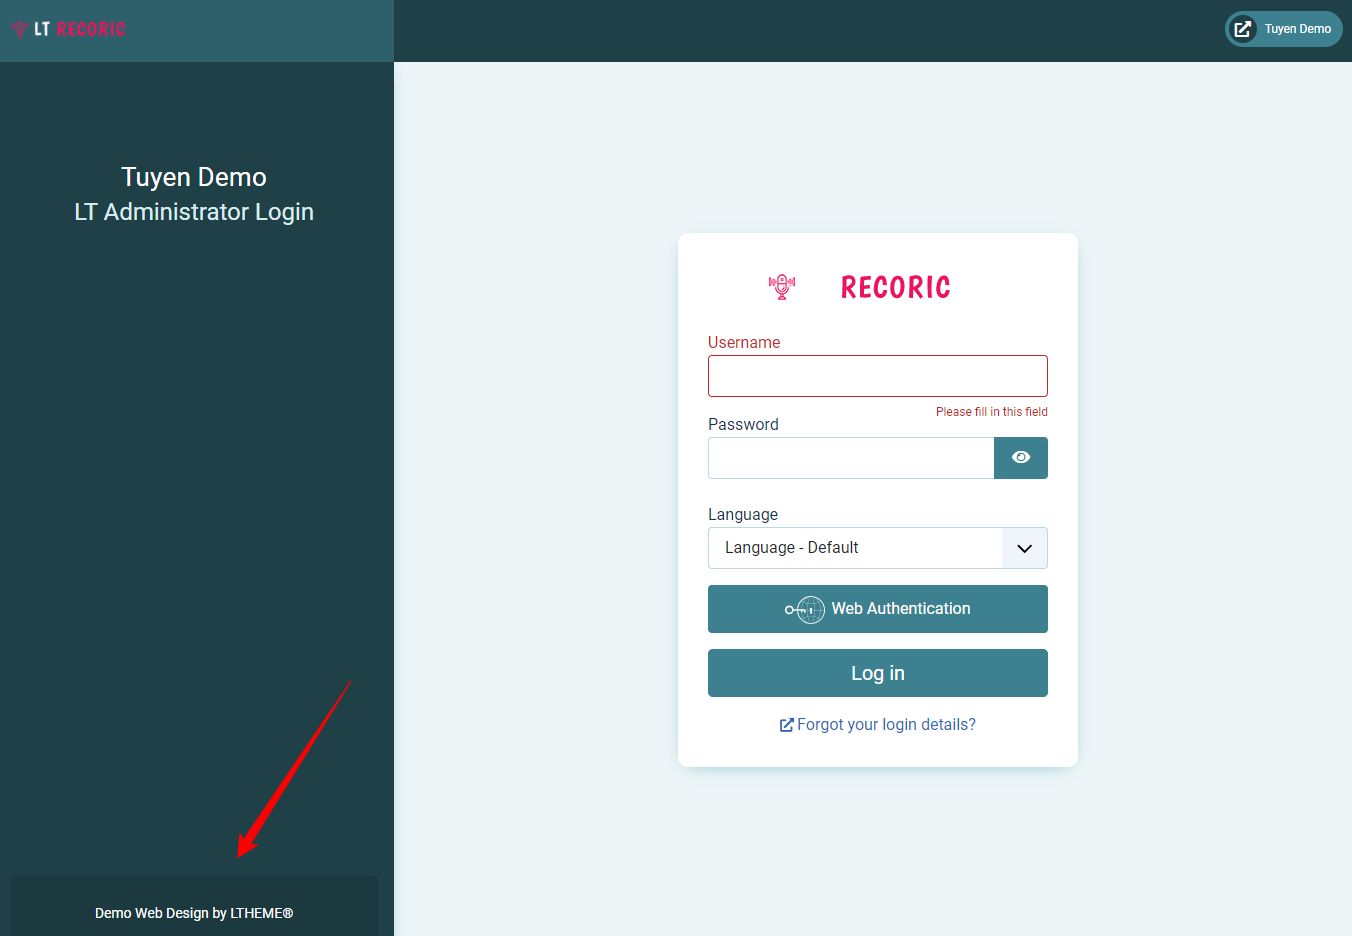 LT RECORIC
Tuyen Demo
Tuyen Demo
LT Administrator Login
RECORIC
Username
Please fill in this field
Password
Language
Language - Default
Web Authentication
Log in
Forgot your login details?
Demo Web Design by LTHEME®